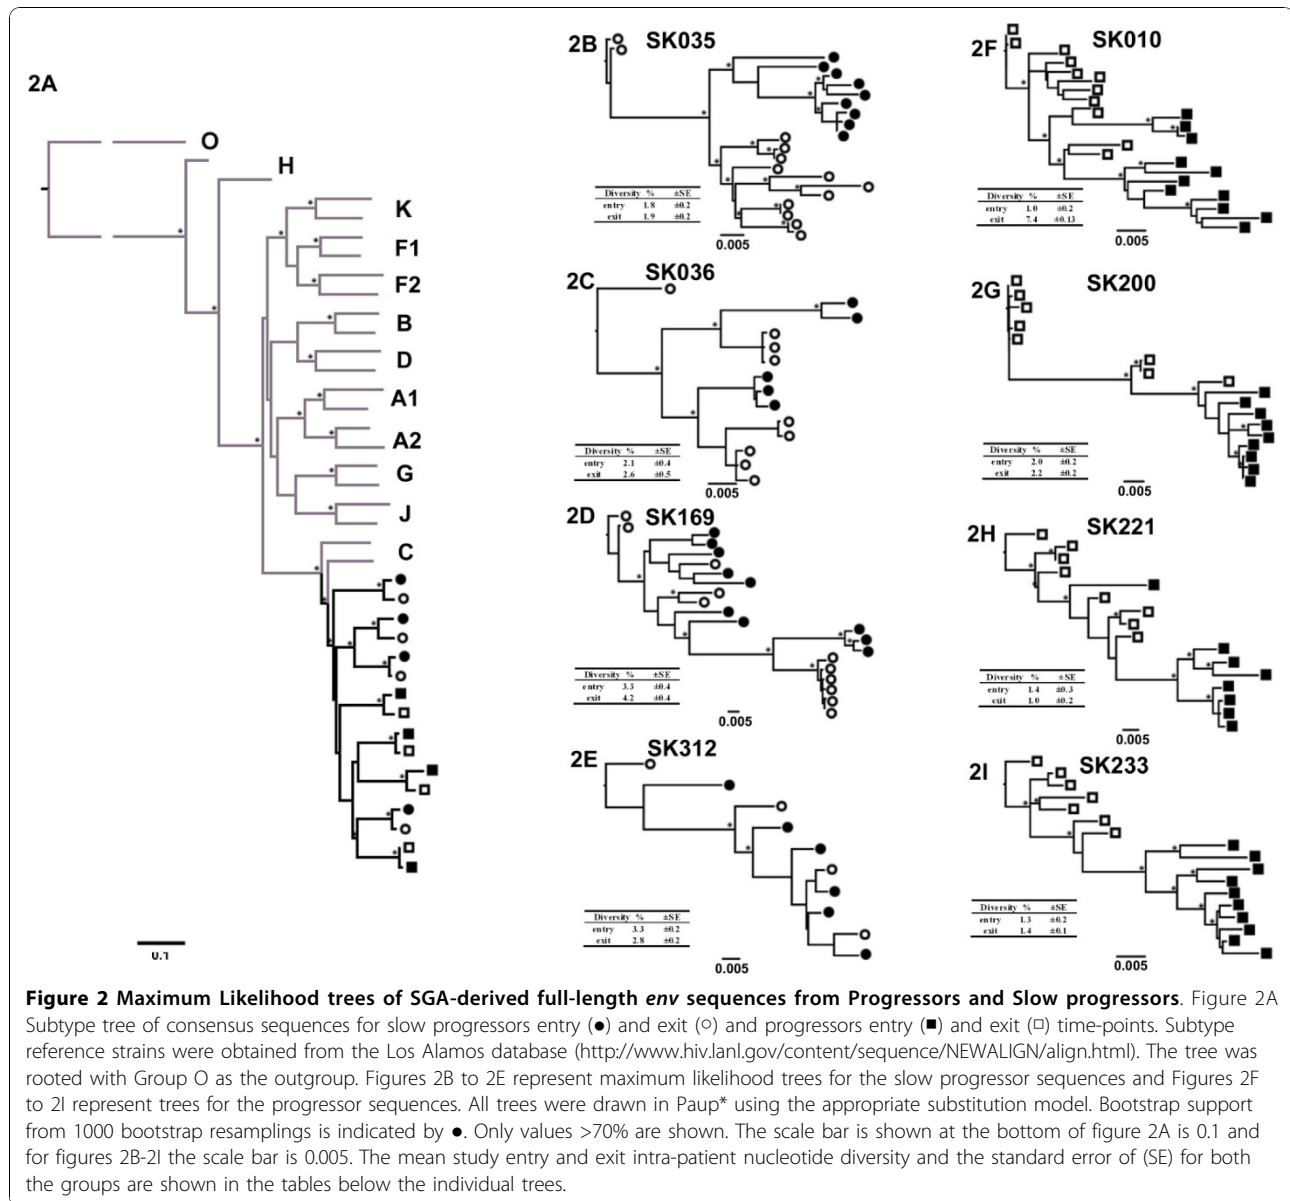 2A
O
H
K
F1
F2
B
D
A1
A2
G
J
C
0.1
2B SK035
Diversity % ±SE
entry 1.8 ±0.2
exit 1.9 ±0.2
0.005
2C SK036
Diversity % ±SE
entry 2.1 ±0.4
exit 2.6 ±0.5
0.005
2D SK169
Diversity % ±SE
entry 3.3 ±0.4
exit 4.2 ±0.4
0.005
2E SK312
Diversity % ±SE
entry 3.3 ±0.2
exit 2.8 ±0.2
0.005
2F SK010
Diversity % ±SE
entry 1.0 ±0.2
exit 7.4 ±0.13
0.005
2G SK200
Diversity % ±SE
entry 2.0 ±0.2
exit 2.2 ±0.2
0.005
2H SK221
Diversity % ±SE
entry 1.4 ±0.3
exit 1.0 ±0.2
0.005
2I SK233
Diversity % ±SE
entry 1.3 ±0.2
exit 1.4 ±0.1
0.005
Figure 2 Maximum Likelihood trees of SGA-derived full-length env sequences from Progressors and Slow progressors. Figure 2A
Subtype tree of consensus sequences for slow progressors entry (●) and exit (○) and progressors entry (■) and exit (□) time-points. Subtype
reference strains were obtained from the Los Alamos database (http://www.hiv.lanl.gov/content/sequence/NEWALIGN/align.html). The tree was
rooted with Group O as the outgroup. Figures 2B to 2E represent maximum likelihood trees for the slow progressor sequences and Figures 2F
to 2I represent trees for the progressor sequences. All trees were drawn in Paup* using the appropriate substitution model. Bootstrap support
from 1000 bootstrap resamplings is indicated by ●. Only values >70% are shown. The scale bar is shown at the bottom of figure 2A is 0.1 and
for figures 2B-2I the scale bar is 0.005. The mean study entry and exit intra-patient nucleotide diversity and the standard error of (SE) for both
the groups are shown in the tables below the individual trees.